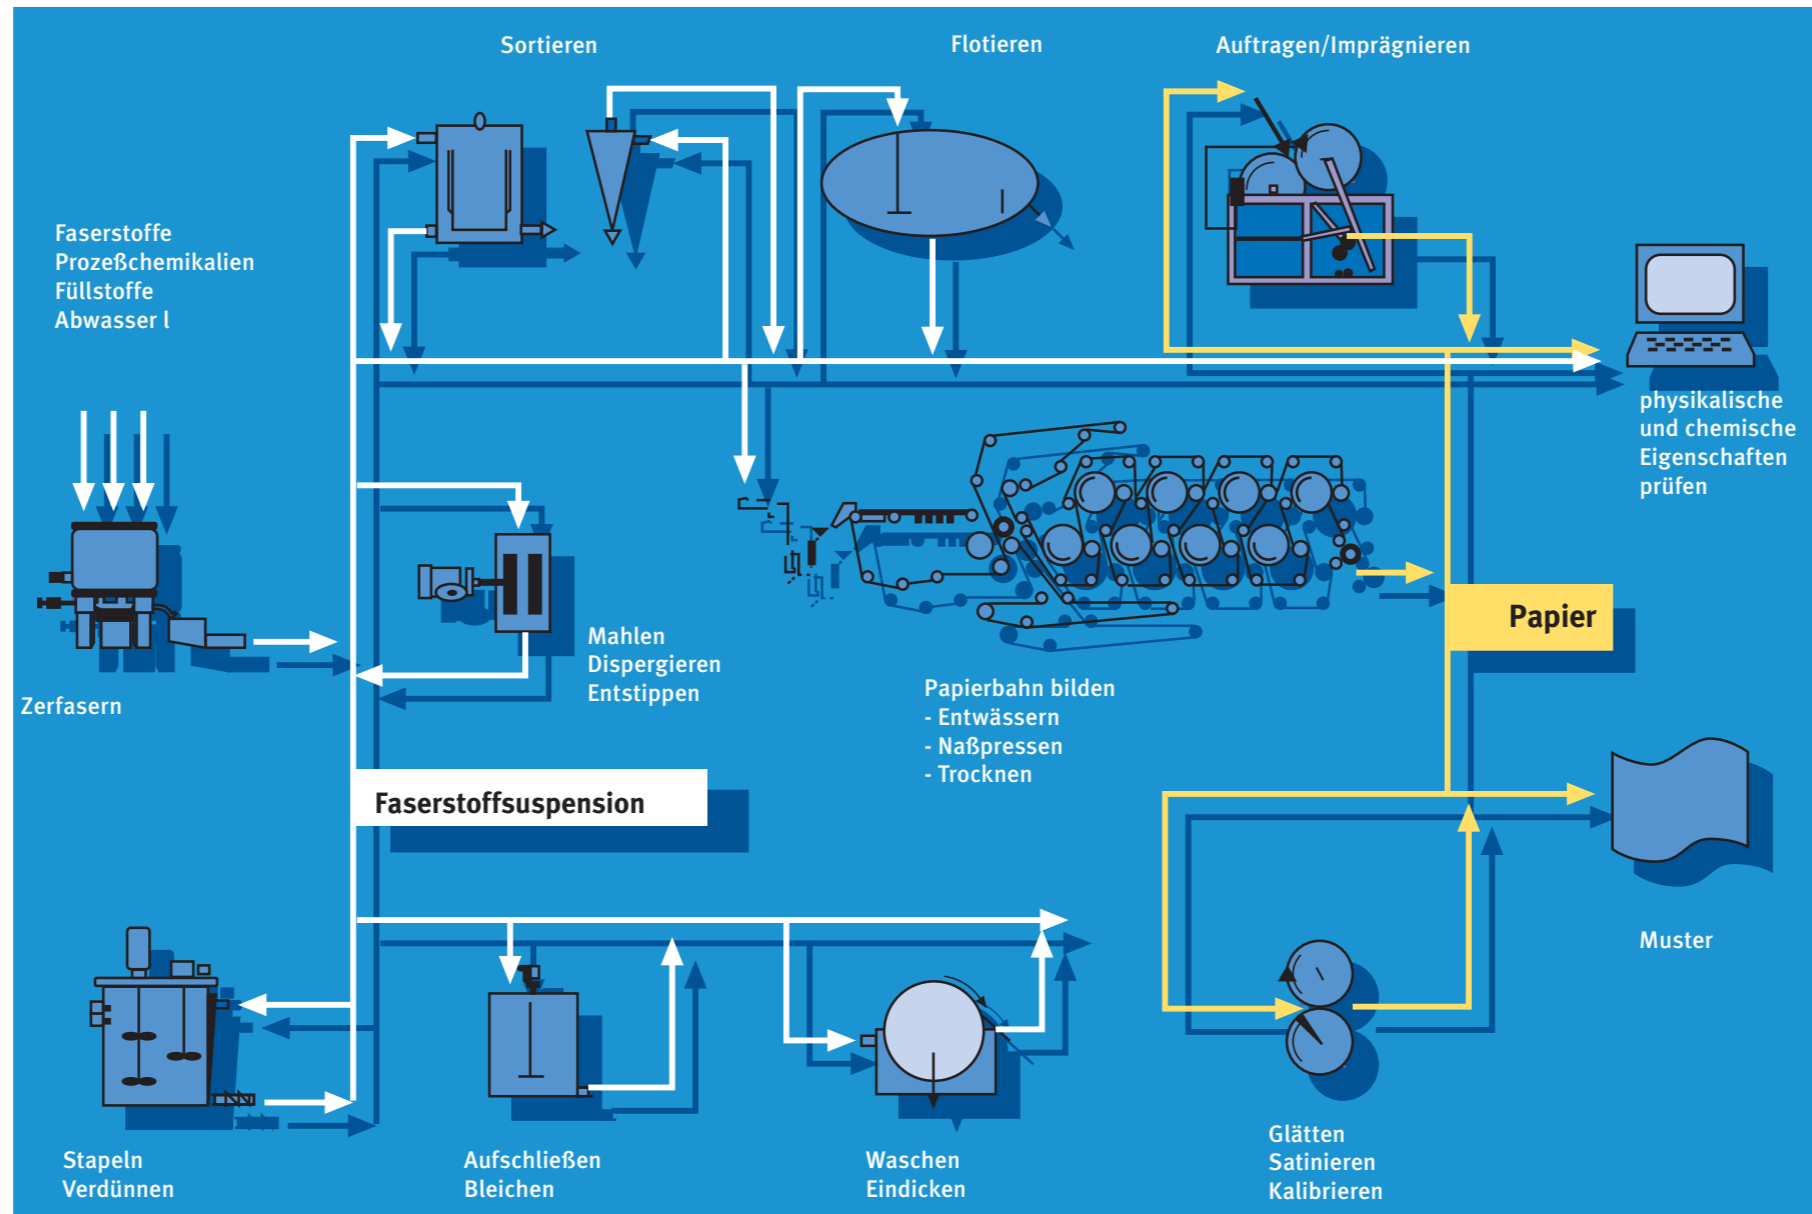 Sortieren
Flotieren
Auftragen/Imprägnieren
Faserstoffe
Prozeßchemikalien
Füllstoffe
Abwasser l
physikalische
und chemische
Eigenschaften
prüfen
Zerfasern
Mahlen
Dispergieren
Entstippen
Papierbahn bilden
- Entwässern
- Naßpressen
- Trocknen
Papier
Faserstoffsuspension
Muster
Stapeln
Verdünnen
Aufschließen
Bleichen
Waschen
Eindicken
Glätten
Satinieren
Kalibrieren